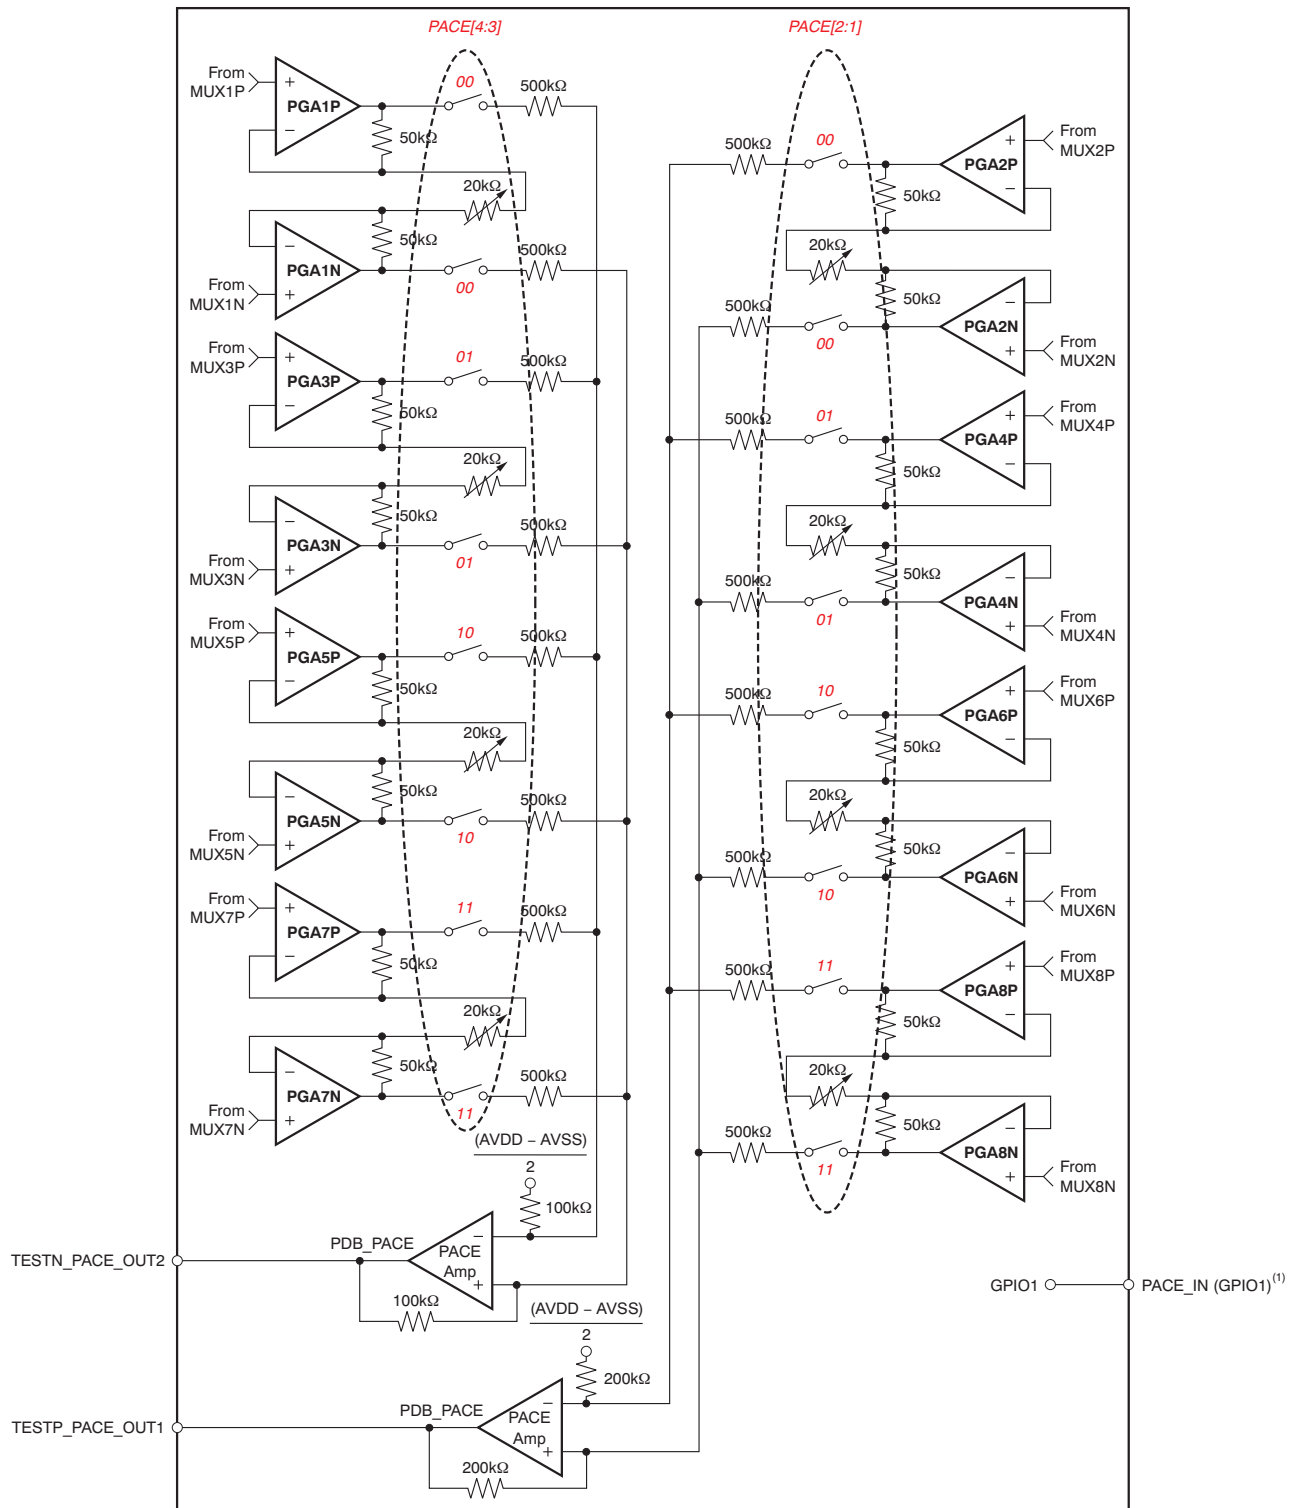 PACE[4:3]
PACE[2:1]
From
MUX1P
+
PGA1P
−
00
500kΩ
50kΩ
20kΩ
−
PGA1N
+
50kΩ
500kΩ
00
From
MUX1N
From
MUX3P
+
PGA3P
−
01
500kΩ
50kΩ
20kΩ
−
PGA3N
+
50kΩ
500kΩ
01
From
MUX3N
From
MUX5P
+
PGA5P
−
10
500kΩ
50kΩ
20kΩ
−
PGA5N
+
50kΩ
500kΩ
10
From
MUX5N
From
MUX7P
+
PGA7P
−
11
500kΩ
50kΩ
20kΩ
−
PGA7N
+
50kΩ
500kΩ
11
From
MUX7N
500kΩ
00
+
PGA2P
−
From
MUX2P
50kΩ
20kΩ
500kΩ
00
50kΩ
−
PGA2N
+
From
MUX2N
500kΩ
01
+
PGA4P
−
From
MUX4P
50kΩ
20kΩ
500kΩ
01
50kΩ
−
PGA4N
+
From
MUX4N
500kΩ
10
+
PGA6P
−
From
MUX6P
50kΩ
20kΩ
500kΩ
10
50kΩ
−
PGA6N
+
From
MUX6N
500kΩ
11
+
PGA8P
−
From
MUX8P
50kΩ
20kΩ
500kΩ
11
50kΩ
−
PGA8N
+
From
MUX8N
(AVDD − AVSS)
2
100kΩ
TESTN_PACE_OUT2
PDB_PACE
−
PACE
Amp
+
100kΩ
GPIO1
PACE_IN (GPIO1)(1)
(AVDD − AVSS)
2
200kΩ
TESTP_PACE_OUT1
PDB_PACE
−
PACE
Amp
+
200kΩ